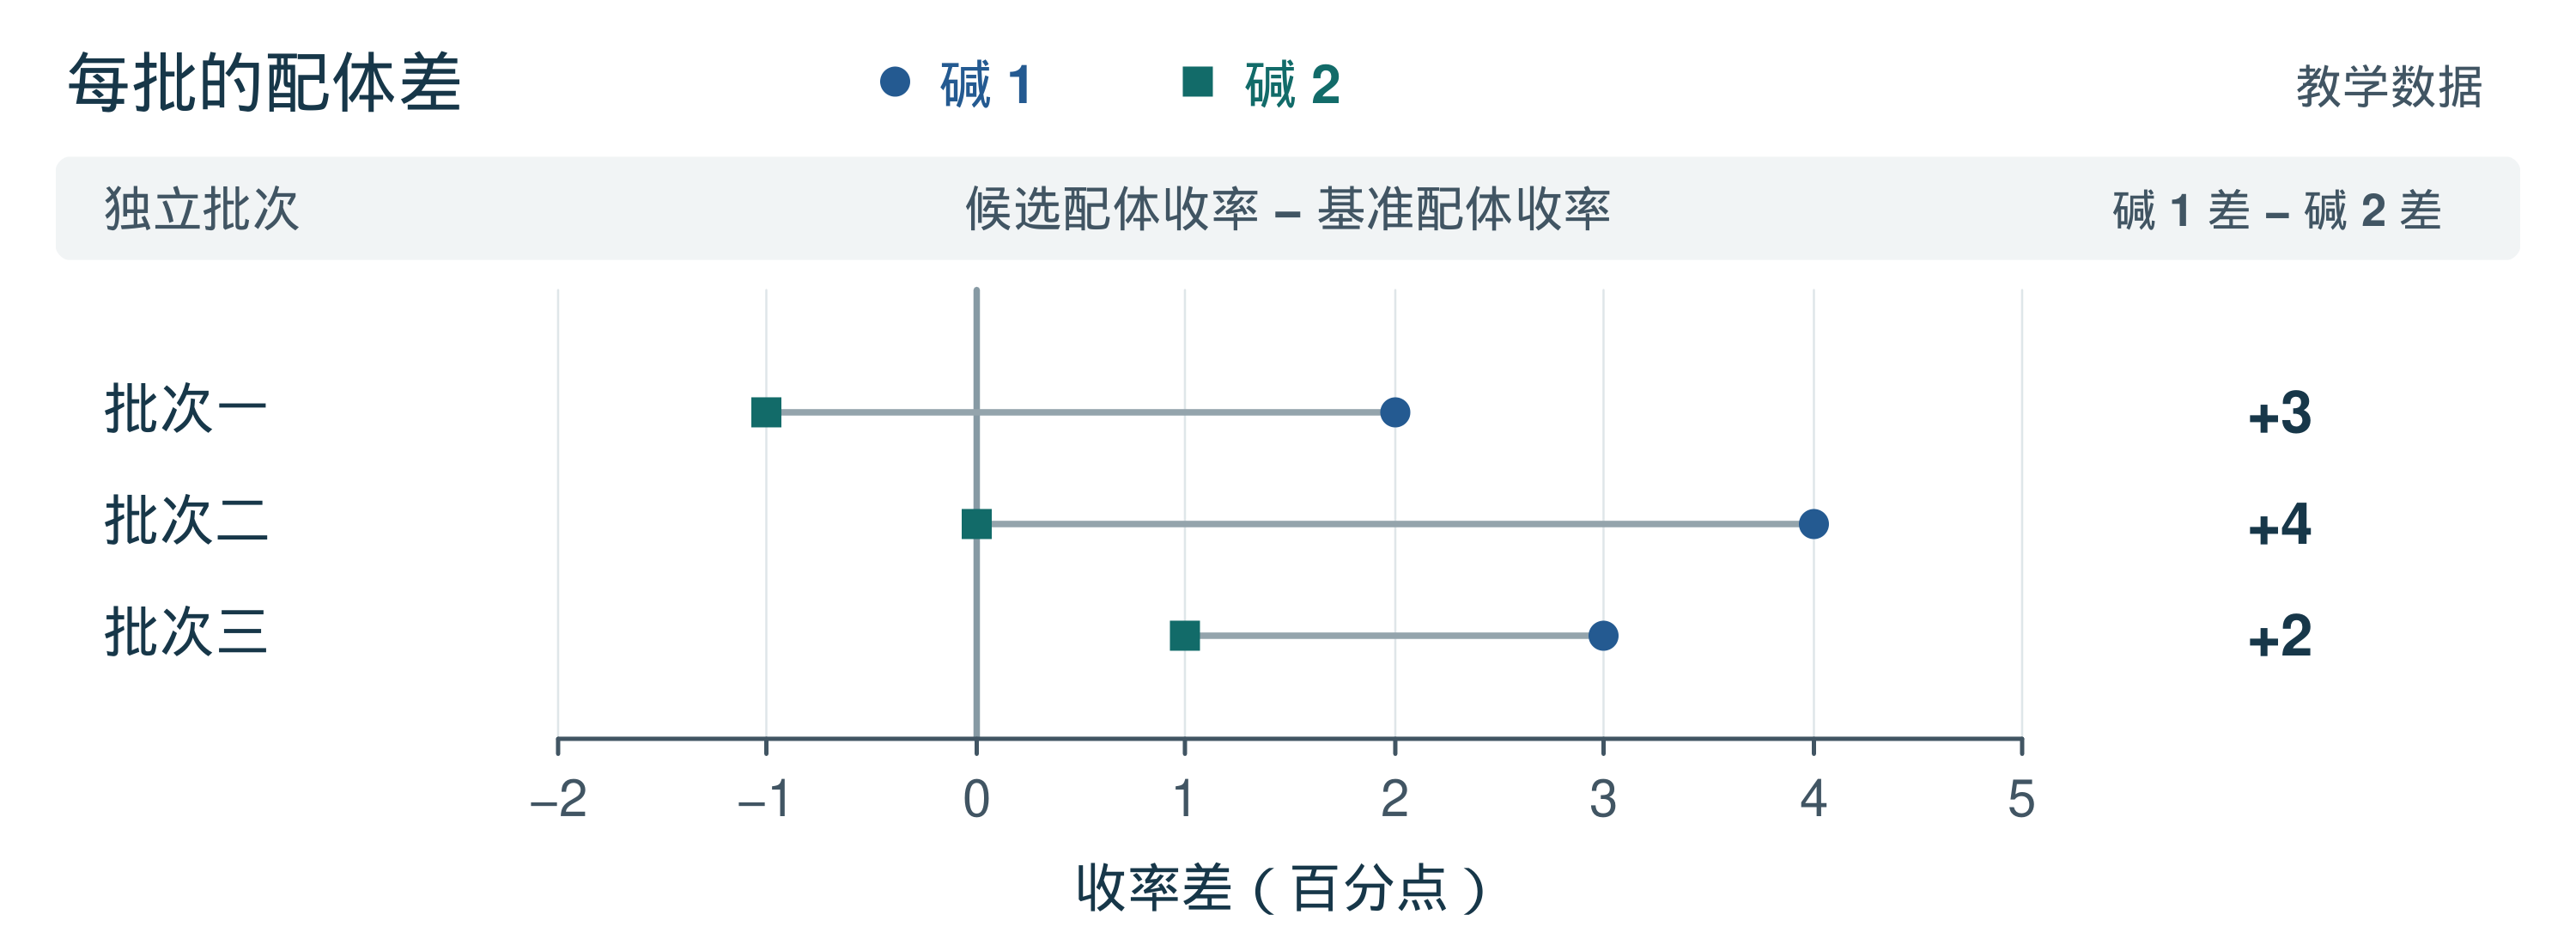 每批的配体差 碱 1 碱 2 教学数据
独立批次 候选配体收率 – 基准配体收率 碱 1 差 – 碱 2 差
批次一 +3
批次二 +4
批次三 +2
−2 −1 0 1 2 3 4 5
收率差（百分点）